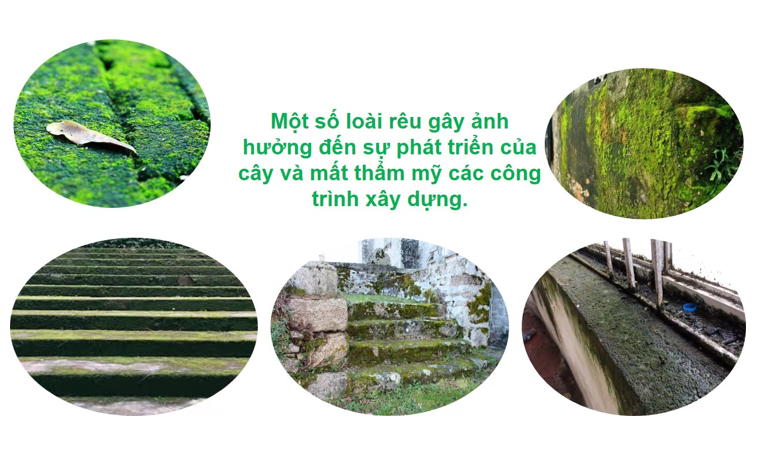 Một số loài rêu gây ảnh
hưởng đến sự phát triển của
cây và mất thẩm mỹ các công
trình xây dựng.